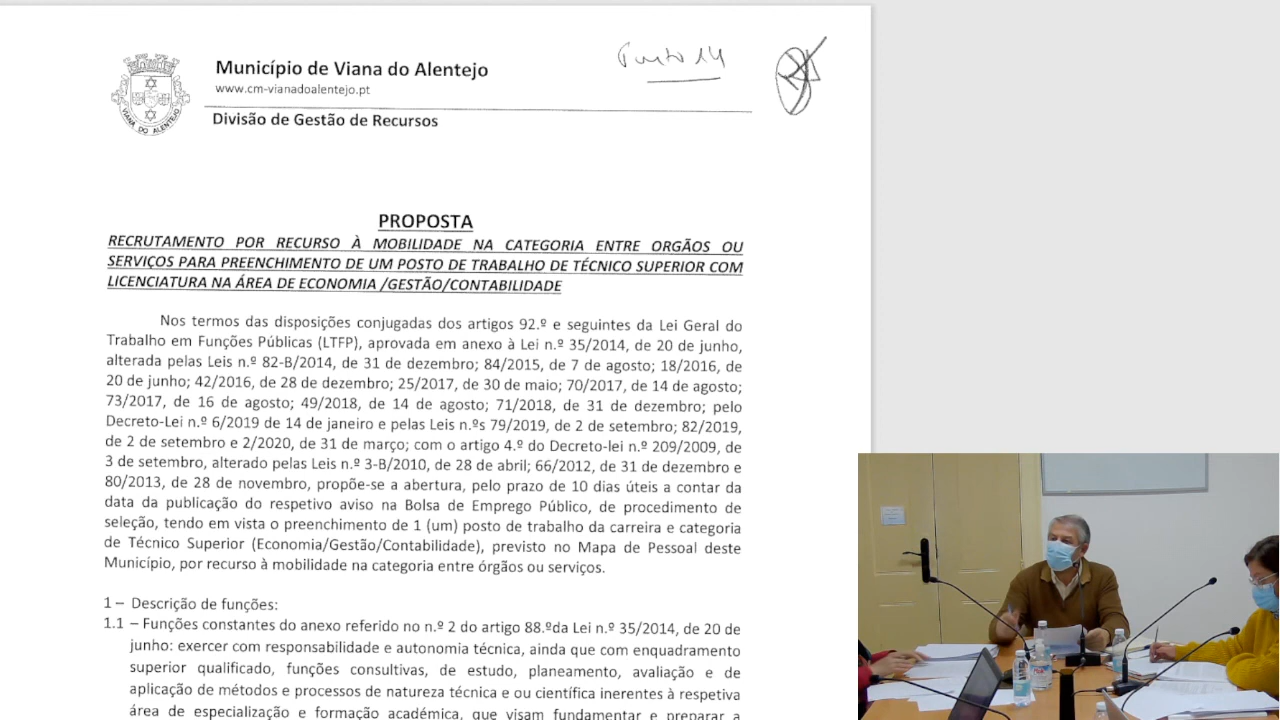 Município de Viana do Alentejo
Ponto 14
www.cm-vianadoalentejo.pt
VIANA DO ALENTEJO
Divisão de Gestão de Recursos
PROPOSTA
RECRUTAMENTO POR RECURSO À MOBILIDADE NA CATEGORIA ENTRE ORGÃOS OU
SERVIÇOS PARA PREENCHIMENTO DE UM POSTO DE TRABALHO DE TÉCNICO SUPERIOR COM
LICENCIATURA NA ÁREA DE ECONOMIA /GESTÃO/CONTABILIDADE
Nos termos das disposições conjugadas dos artigos 92.º e seguintes da Lei Geral do
Trabalho em Funções Públicas (LTFP), aprovada em anexo à Lei n.º 35/2014, de 20 de junho,
alterada pelas Leis n.º 82-B/2014, de 31 de dezembro; 84/2015, de 7 de agosto; 18/2016, de
20 de junho; 42/2016, de 28 de dezembro; 25/2017, de 30 de maio; 70/2017, de 14 de agosto;
73/2017, de 16 de agosto; 49/2018, de 14 de agosto; 71/2018, de 31 de dezembro; pelo
Decreto-Lei n.º 6/2019 de 14 de janeiro e pelas Leis n.ºs 79/2019, de 2 de setembro; 82/2019,
de 2 de setembro e 2/2020, de 31 de março; com o artigo 4.º do Decreto-lei n.º 209/2009, de
3 de setembro, alterado pelas Leis n.º 3-B/2010, de 28 de abril; 66/2012, de 31 de dezembro e
80/2013, de 28 de novembro, propõe-se a abertura, pelo prazo de 10 dias úteis a contar da
data da publicação do respetivo aviso na Bolsa de Emprego Público, de procedimento de
seleção, tendo em vista o preenchimento de 1 (um) posto de trabalho da carreira e categoria
de Técnico Superior (Economia/Gestão/Contabilidade), previsto no Mapa de Pessoal deste
Município, por recurso à mobilidade na categoria entre órgãos ou serviços.
1 – Descrição de funções:
1.1 – Funções constantes do anexo referido no n.º 2 do artigo 88.ºda Lei n.º 35/2014, de 20 de
junho: exercer com responsabilidade e autonomia técnica, ainda que com enquadramento
superior qualificado, funções consultivas, de estudo, planeamento, avaliação e de
aplicação de métodos e processos de natureza técnica e ou científica inerentes à respetiva
área de especialização e formação académica, que visam fundamentar e preparar a